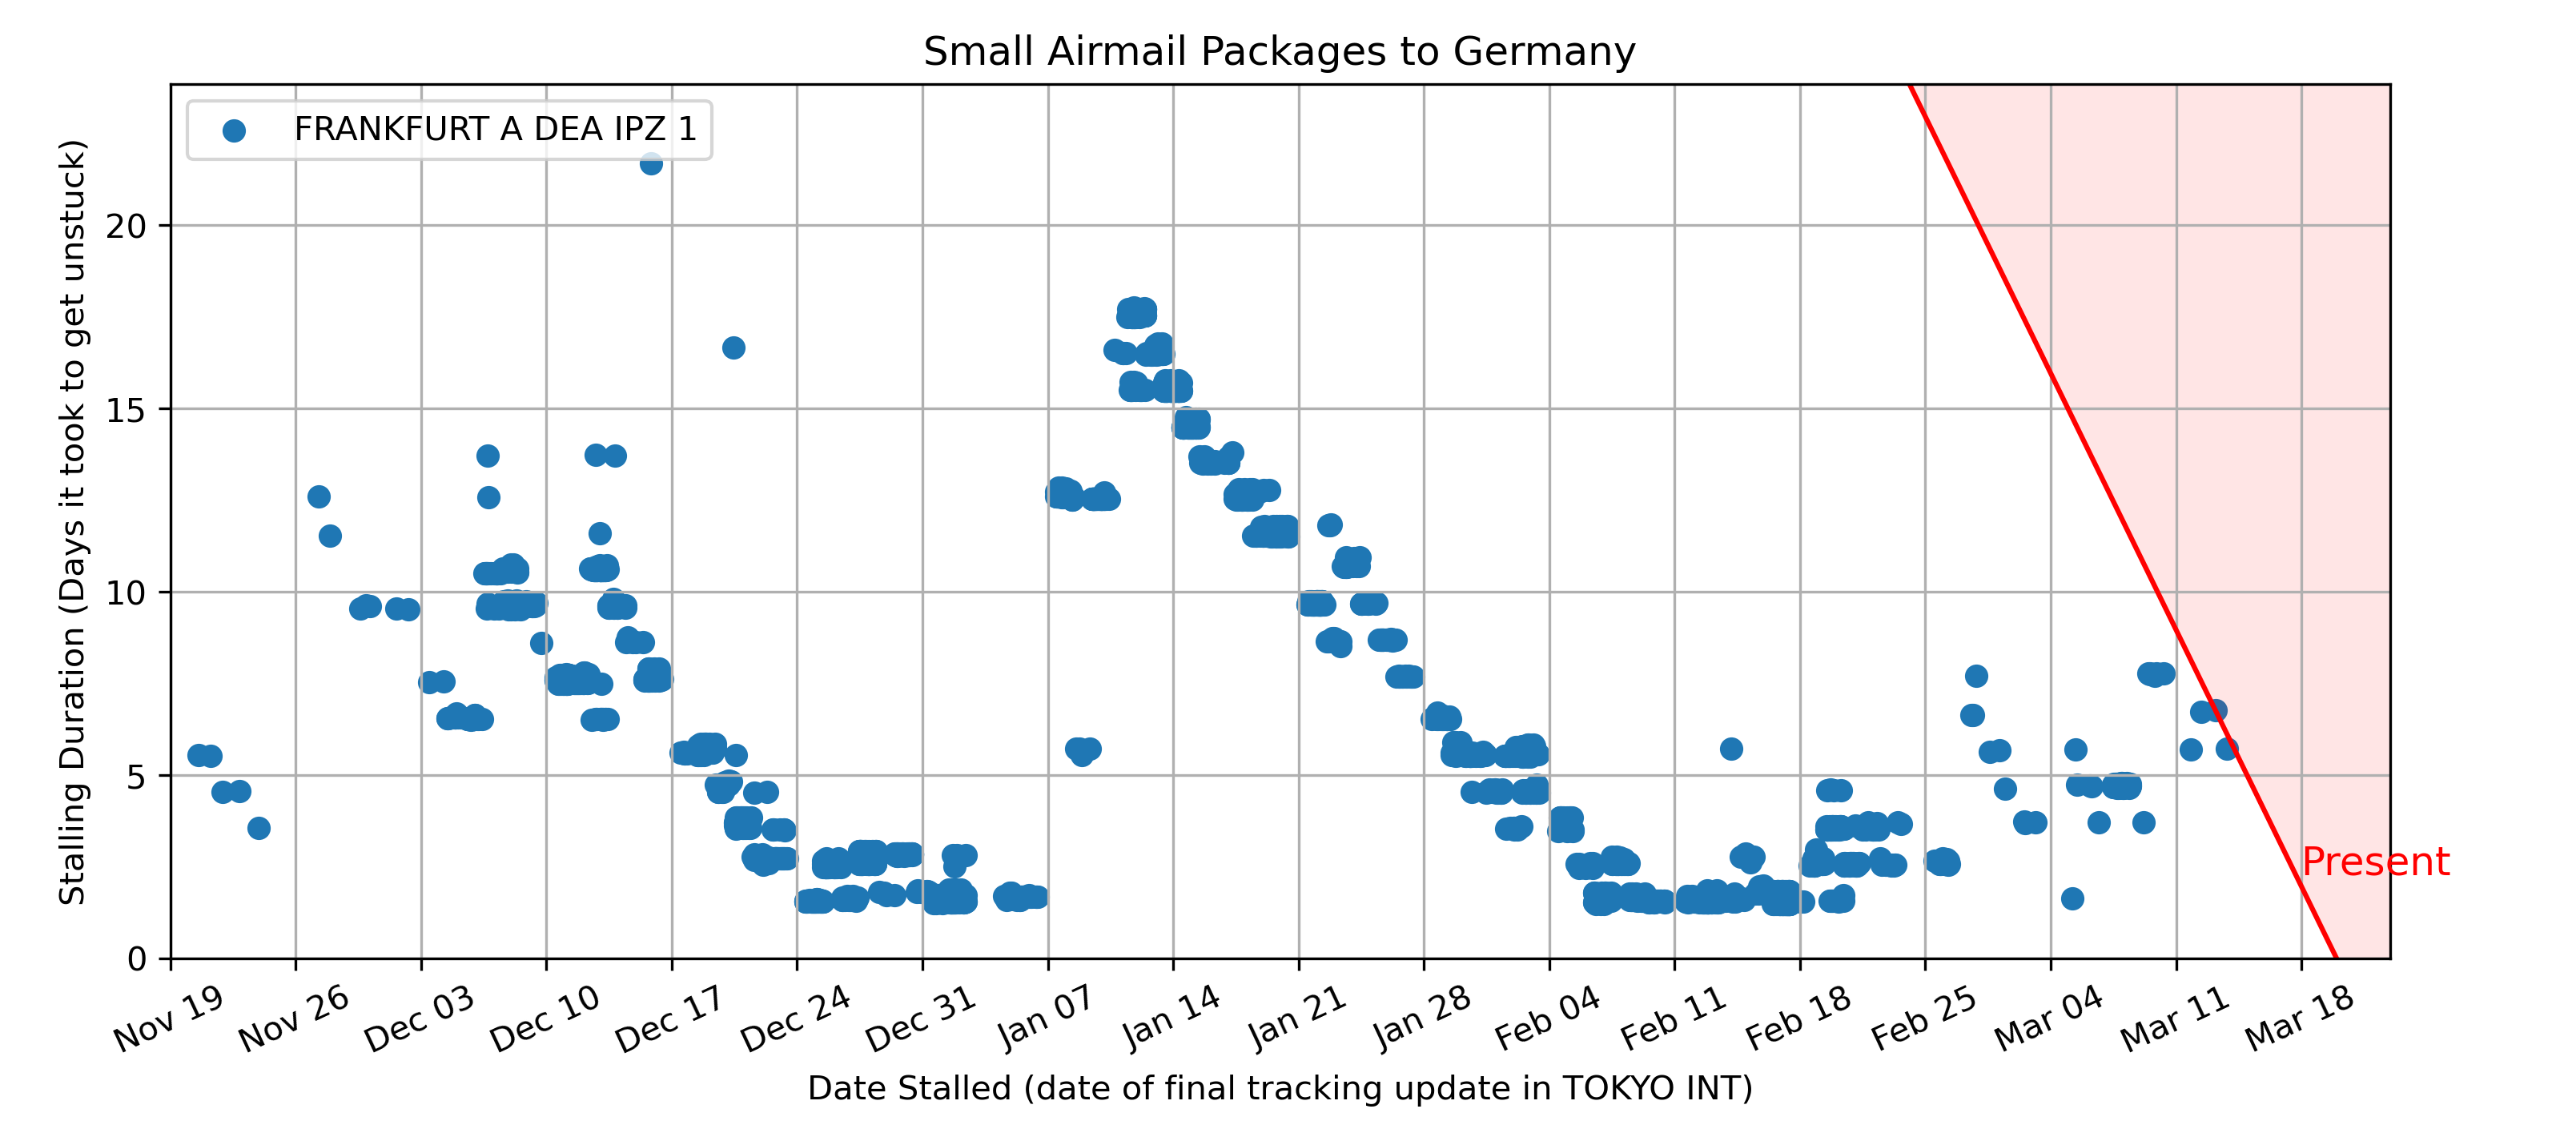 Small Airmail Packages to Germany
FRANKFURT A DEA IPZ 1
Stalling Duration (Days it took to get unstuck)
20
15
10
5
0
Present
Nov 19
Nov 26
Dec 03
Dec 10
Dec 17
Dec 24
Dec 31
Jan 07
Jan 14
Jan 21
Jan 28
Feb 04
Feb 11
Feb 18
Feb 25
Mar 04
Mar 11
Mar 18
Date Stalled (date of final tracking update in TOKYO INT)